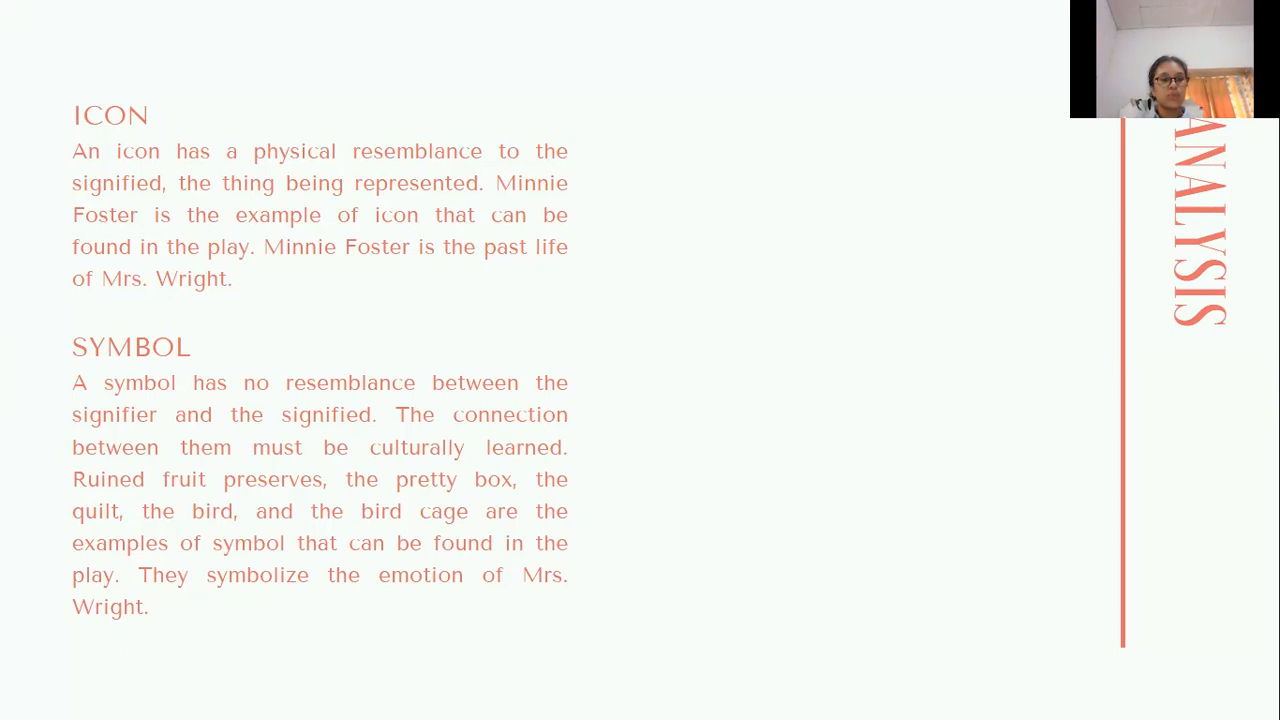 ICON
An icon has a physical resemblance to the
signified, the thing being represented. Minnie
Foster is the example of icon that can be
found in the play. Minnie Foster is the past life
of Mrs. Wright.
SYMBOL
A symbol has no resemblance between the
signifier and the signified. The connection
between them must be culturally learned.
Ruined fruit preserves, the pretty box, the
quilt, the bird, and the bird cage are the
examples of symbol that can be found in the
play. They symbolize the emotion of Mrs.
Wright.
ANALYSIS